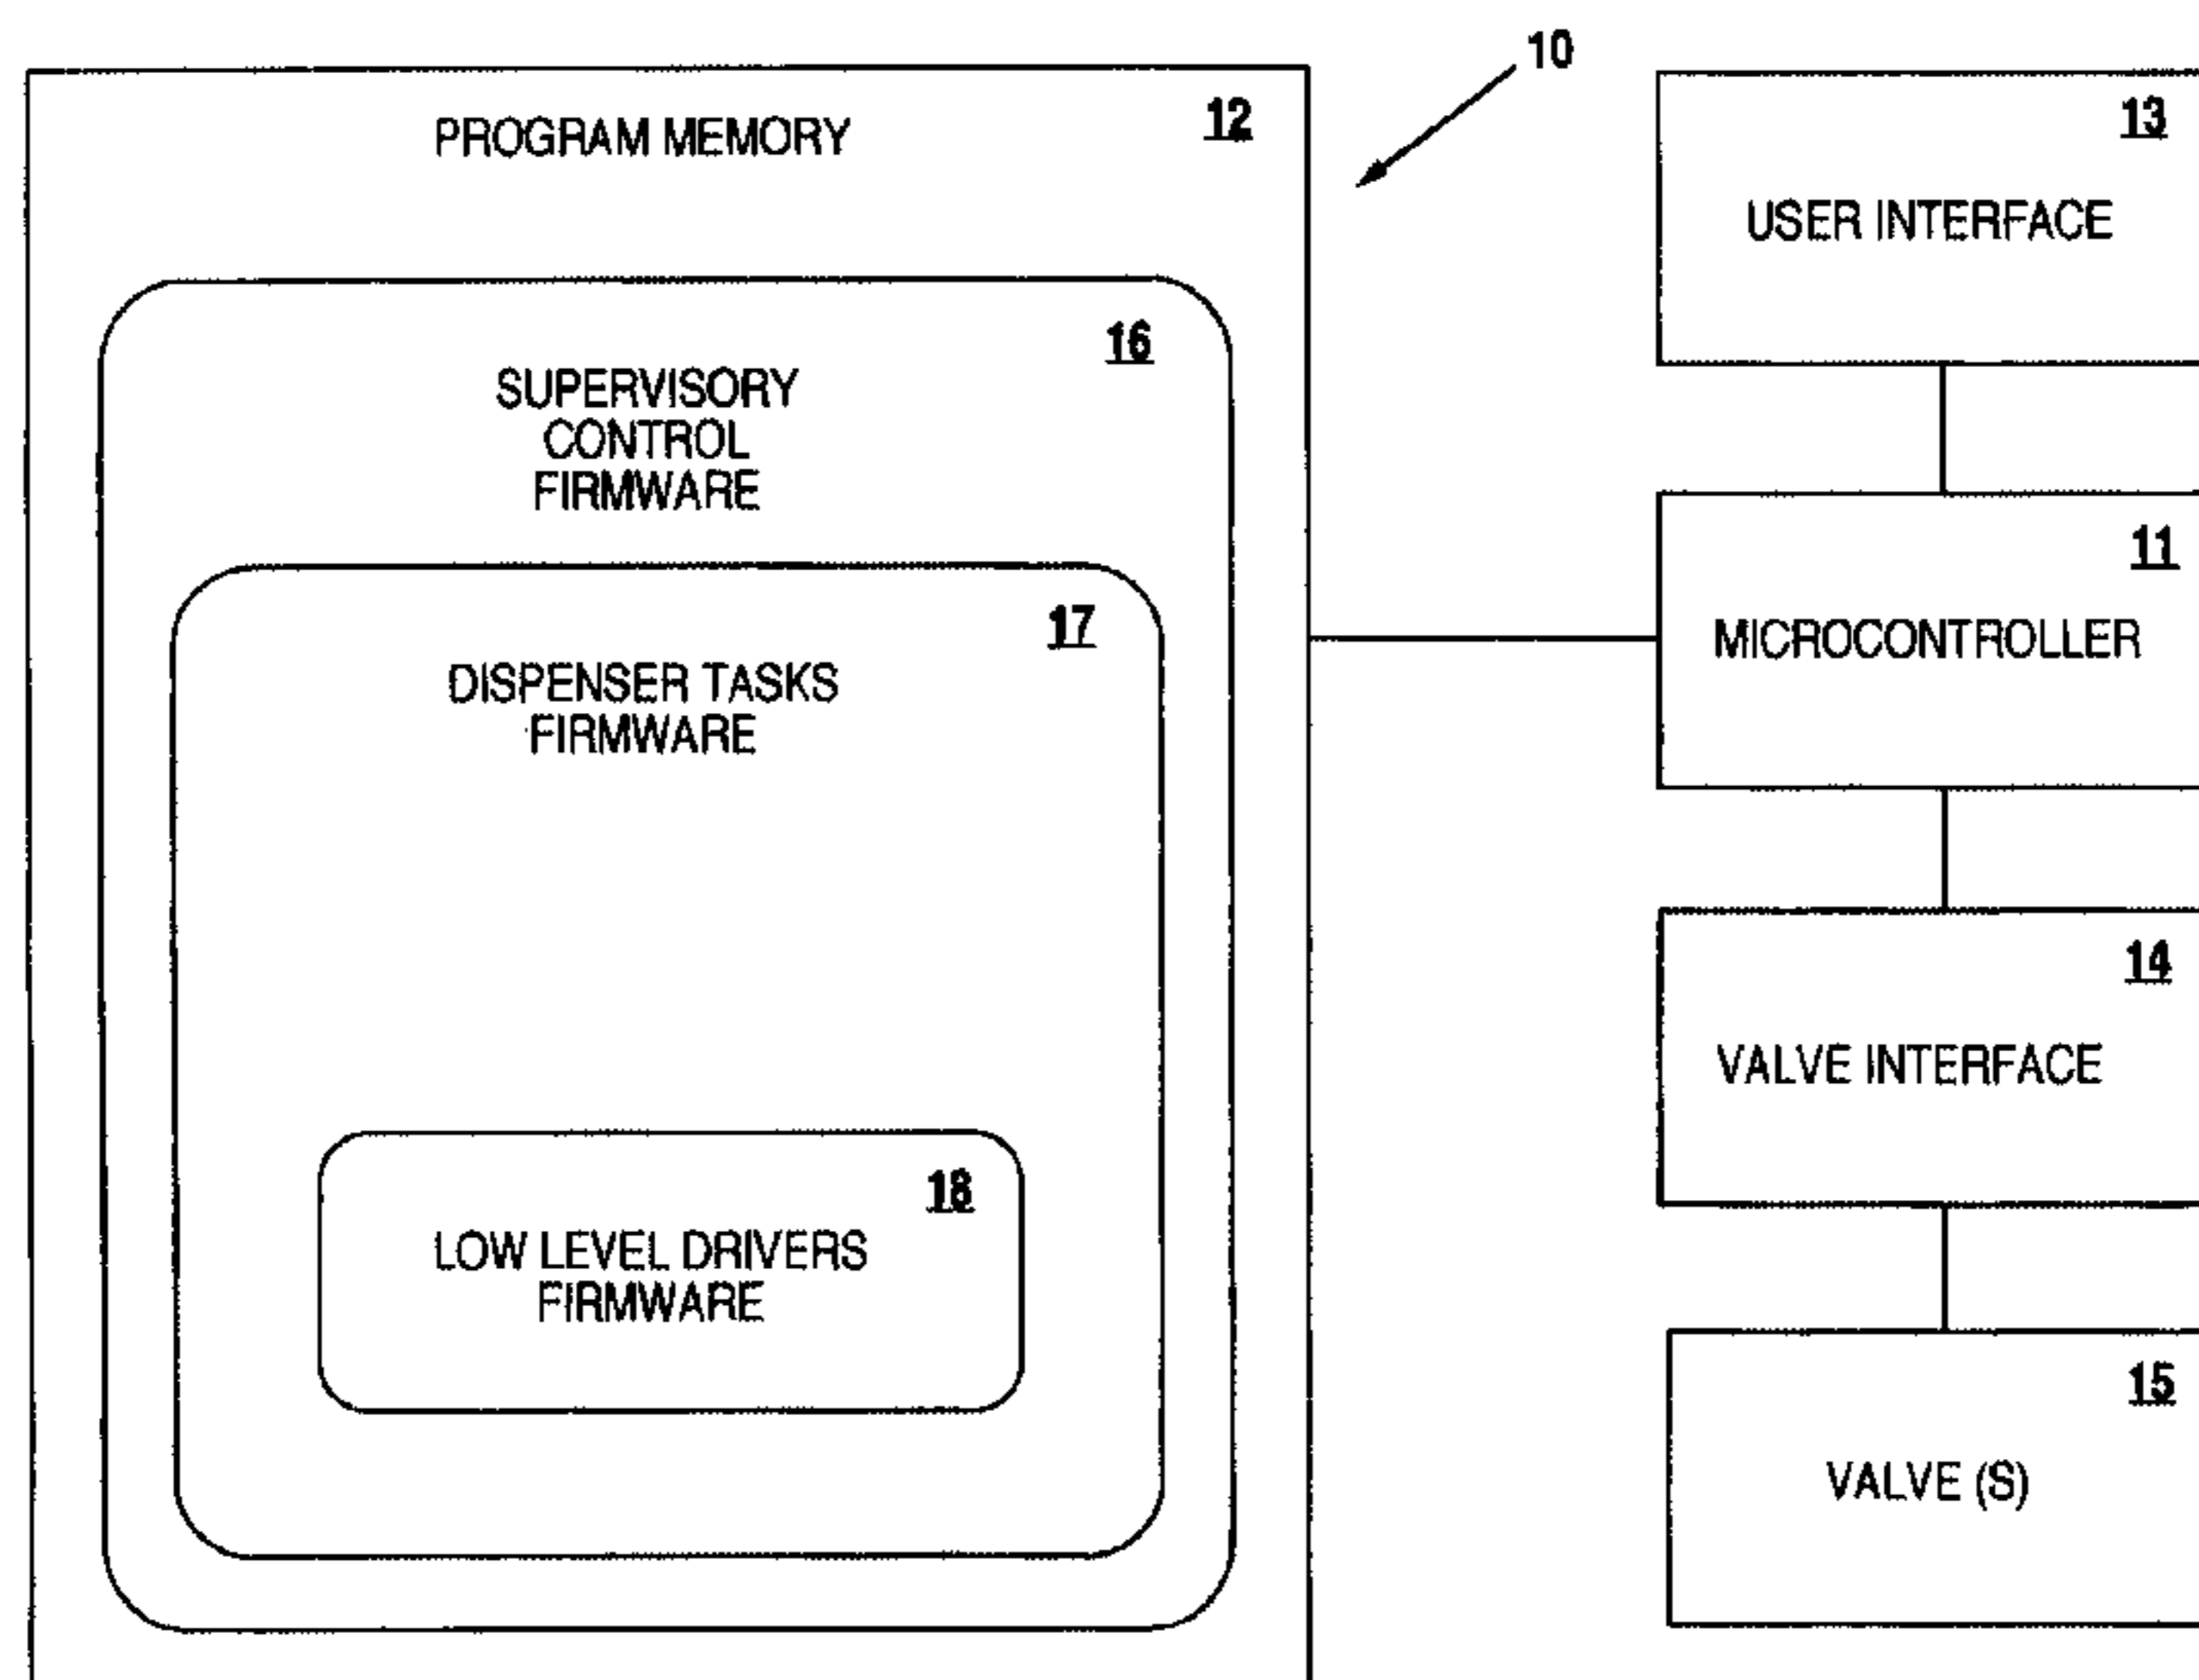 10
PROGRAM MEMORY
12
16
SUPERVISORY
CONTROL
FIRMWARE
17
DISPENSER TASKS
FIRMWARE
18
LOW LEVEL DRIVERS
FIRMWARE
13
USER INTERFACE
11
MICROCONTROLLER
14
VALVE INTERFACE
15
VALVE (S)